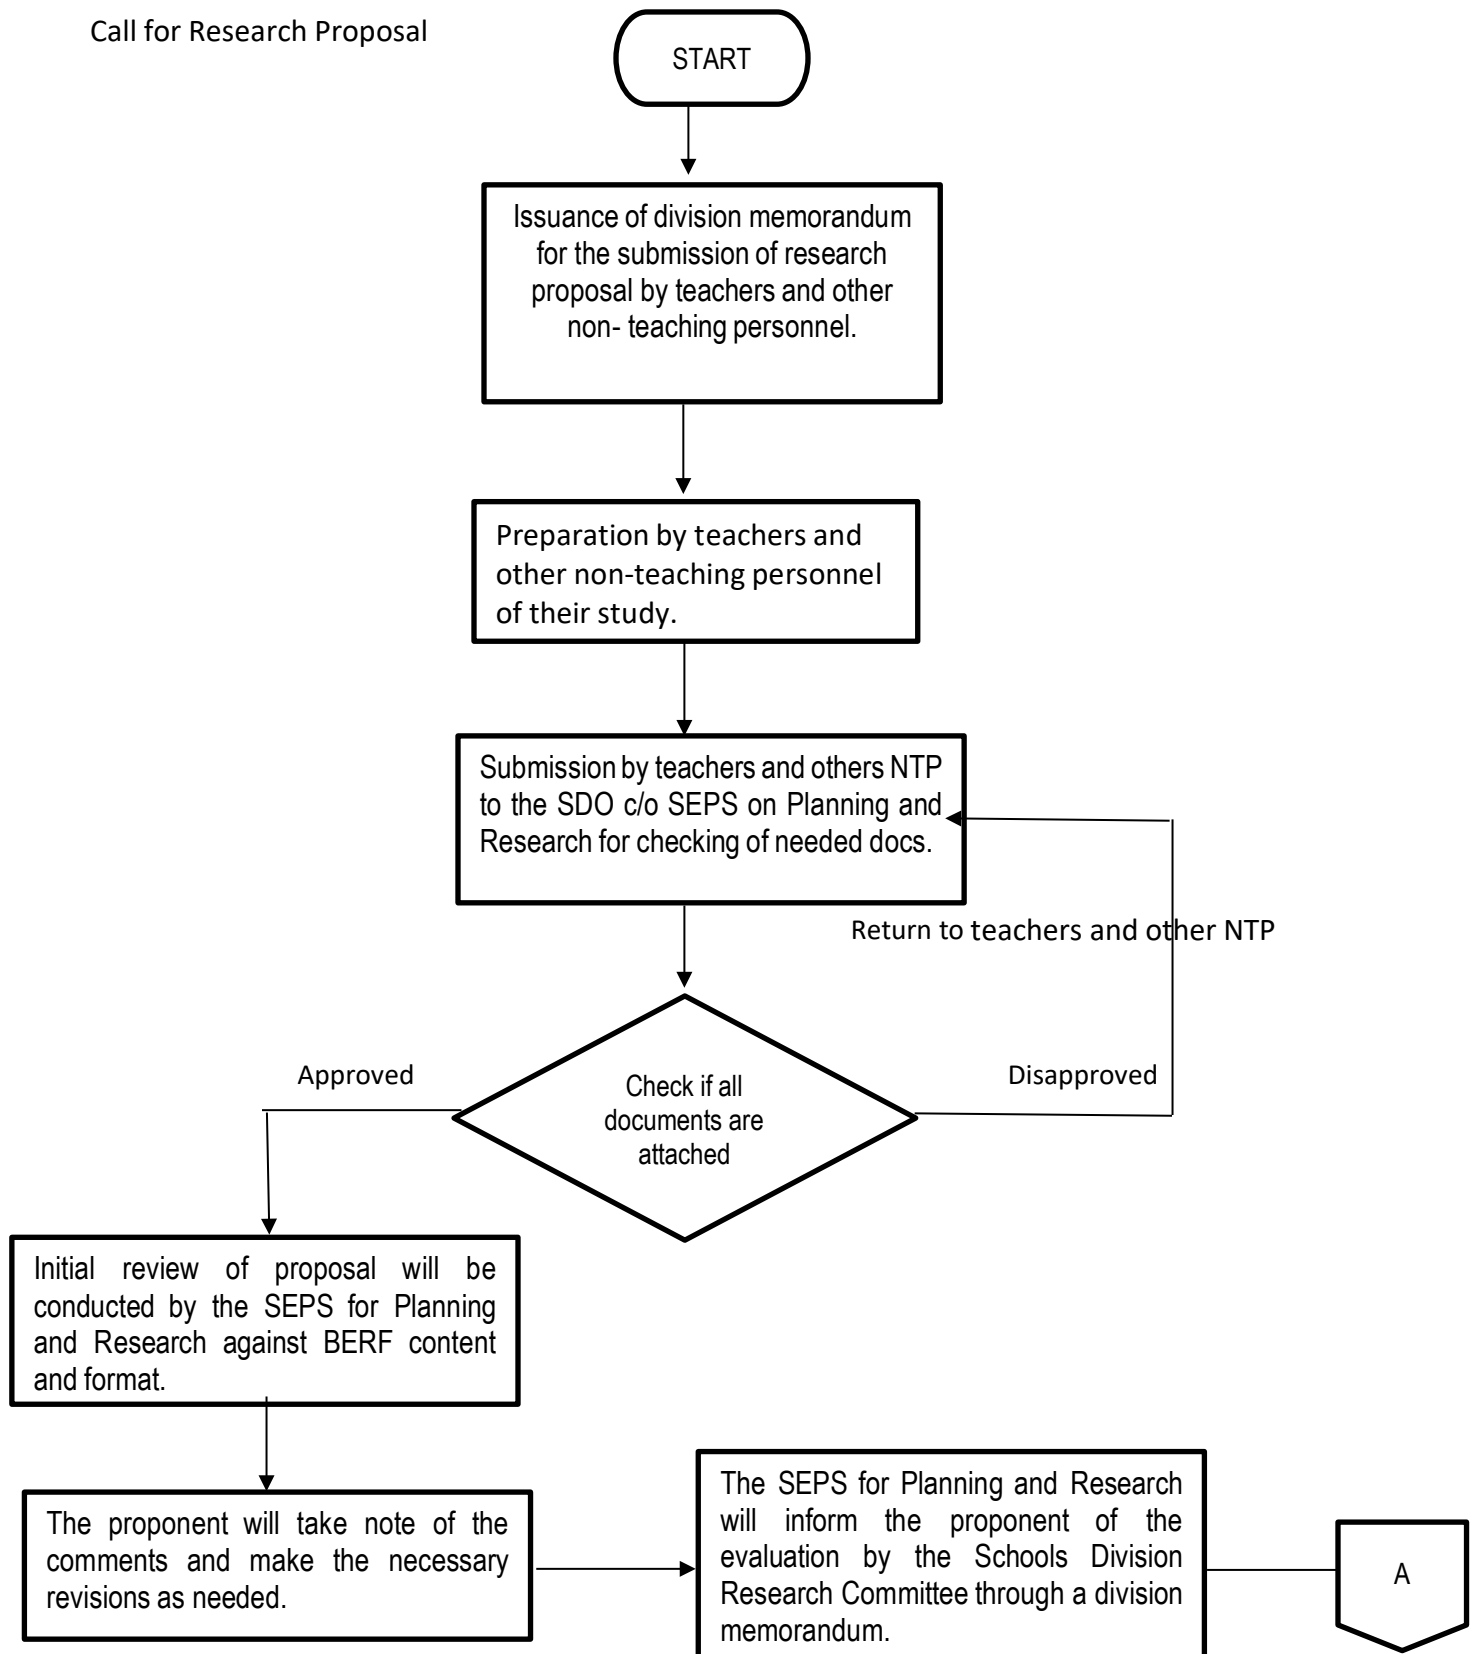 Call for Research Proposal
START
Issuance of division memorandum
for the submission of research
proposal by teachers and other
non- teaching personnel.
Preparation by teachers and
other non-teaching personnel
of their study.
Submission by teachers and others NTP
to the SDO c/o SEPS on Planning and
Research for checking of needed docs.
Return to teachers and other NTP
Approved
Disapproved
Check if all
documents are
attached
Initial review of proposal will be
conducted by the SEPS for Planning
and Research against BERF content
and format.
The proponent will take note of the
comments and make the necessary
revisions as needed.
The SEPS for Planning and Research
will inform the proponent of the
evaluation by the Schools Division
Research Committee through a division
memorandum.
A